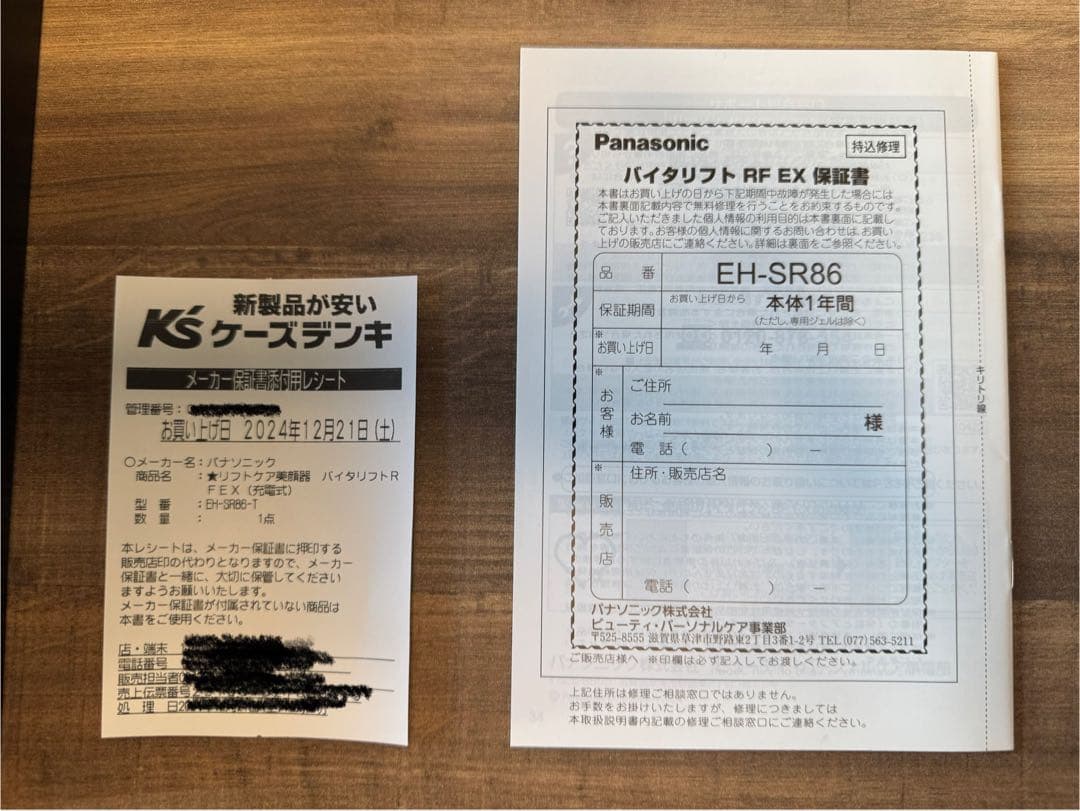 新製品が安い
K's ケーズデンキ
メーカー保証書添付用レシート
管理番号：
お買い上げ日 2024年12月21日(土)
○メーカー名：パナソニック
商品名 ：★リフトケア美顔器 バイタリフトR
FEX（充電式）
型 番 ：EH-SR86-T
数 量 ： 1点
本レシートは、メーカー保証書に押印する
販売店印の代わりとなりますので、メーカー
保証書と一緒に、大切に保管してください
ますようお願いいたします。
メーカー保証書が付属されていない商品は
本書をご使用ください。
店・端末
電話番号
販売担当者
売上伝票番号
処 理 日20
Panasonic
持込修理
バイタリフト RF EX 保証書
本書はお買い上げの日から下記期間中故障が発生した場合には
本書裏面記載内容で無料修理を行うことをお約束するものです。
ご記入いただきました個人情報の利用目的は本書裏面に記載し
ております。お客様の個人情報に関するお問い合わせは、お買い
上げの販売店にご連絡ください。詳細は裏面をご参照ください。
品 番 EH-SR86
保証期間 お買い上げ日から 本体1年間
（ただし、専用ジェルは除く）
※お買い上げ日 年 月 日
※お客様
ご住所
お名前 様
電 話（ ） −
※販売店
住所・販売店名
電話（ ） −
パナソニック株式会社
ビューティ・パーソナルケア事業部
〒525-8555 滋賀県草津市野路東2丁目3番1-2号 TEL (077) 563-5211
ご販売店様へ ※印欄は必ず記入してお渡しください。
上記住所は修理ご相談窓口ではありません。
お手数をお掛けいたしますが、修理につきましては
本取扱説明書内記載の修理ご相談窓口にご連絡ください。
キリトリ線